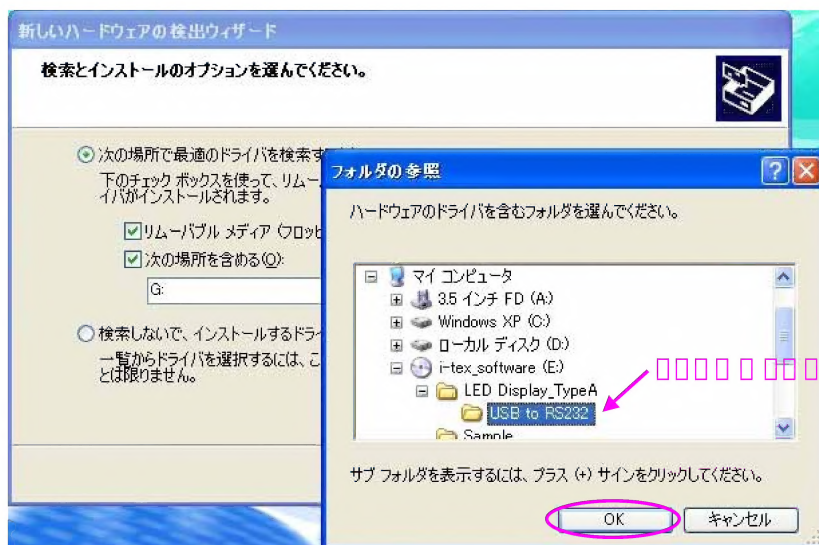 新しいハードウェアの検出ウィザード
検索とインストールのオプションを選んでください。
次の場所で最適のドライバを検索す
下のチェック ボックスを使って、リムー
イバがインストールされます。
リムーバブル メディア (フロッピ
次の場所を含める(O):
G:
検索しないで、インストールするドライ
一覧からドライバを選択するには、こ
とは限りません。
フォルダの参照
ハードウェアのドライバを含むフォルダを選んでください。
マイ コンピュータ
3.5 インチ FD (A:)
Windows XP (C:)
ローカル ディスク (D:)
i-tex_software (E:)
LED Display_TypeA
USB to RS232
Sample
サブ フォルダを表示するには、プラス (+) サインをクリックしてください。
OK
キャンセル